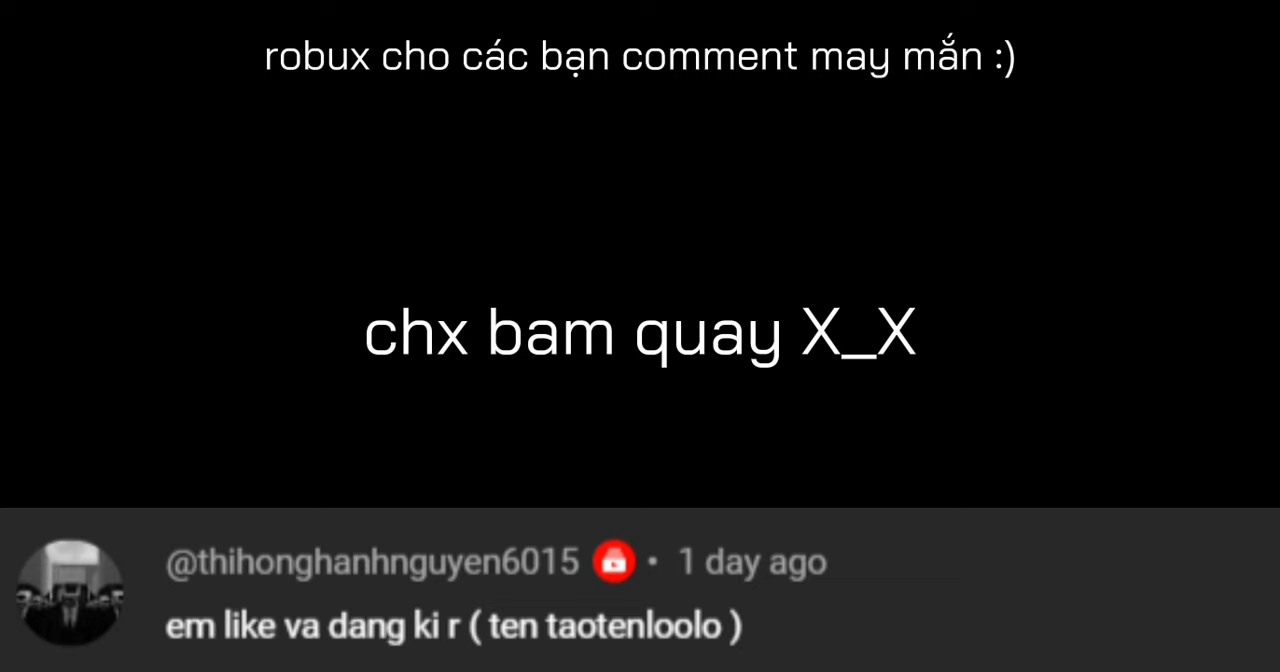 robux cho các bạn comment may mắn :)
chx bam quay X_X
@thihonghanhnguyen6015 • 1 day ago
em like va dang ki r ( ten taotenloolo )